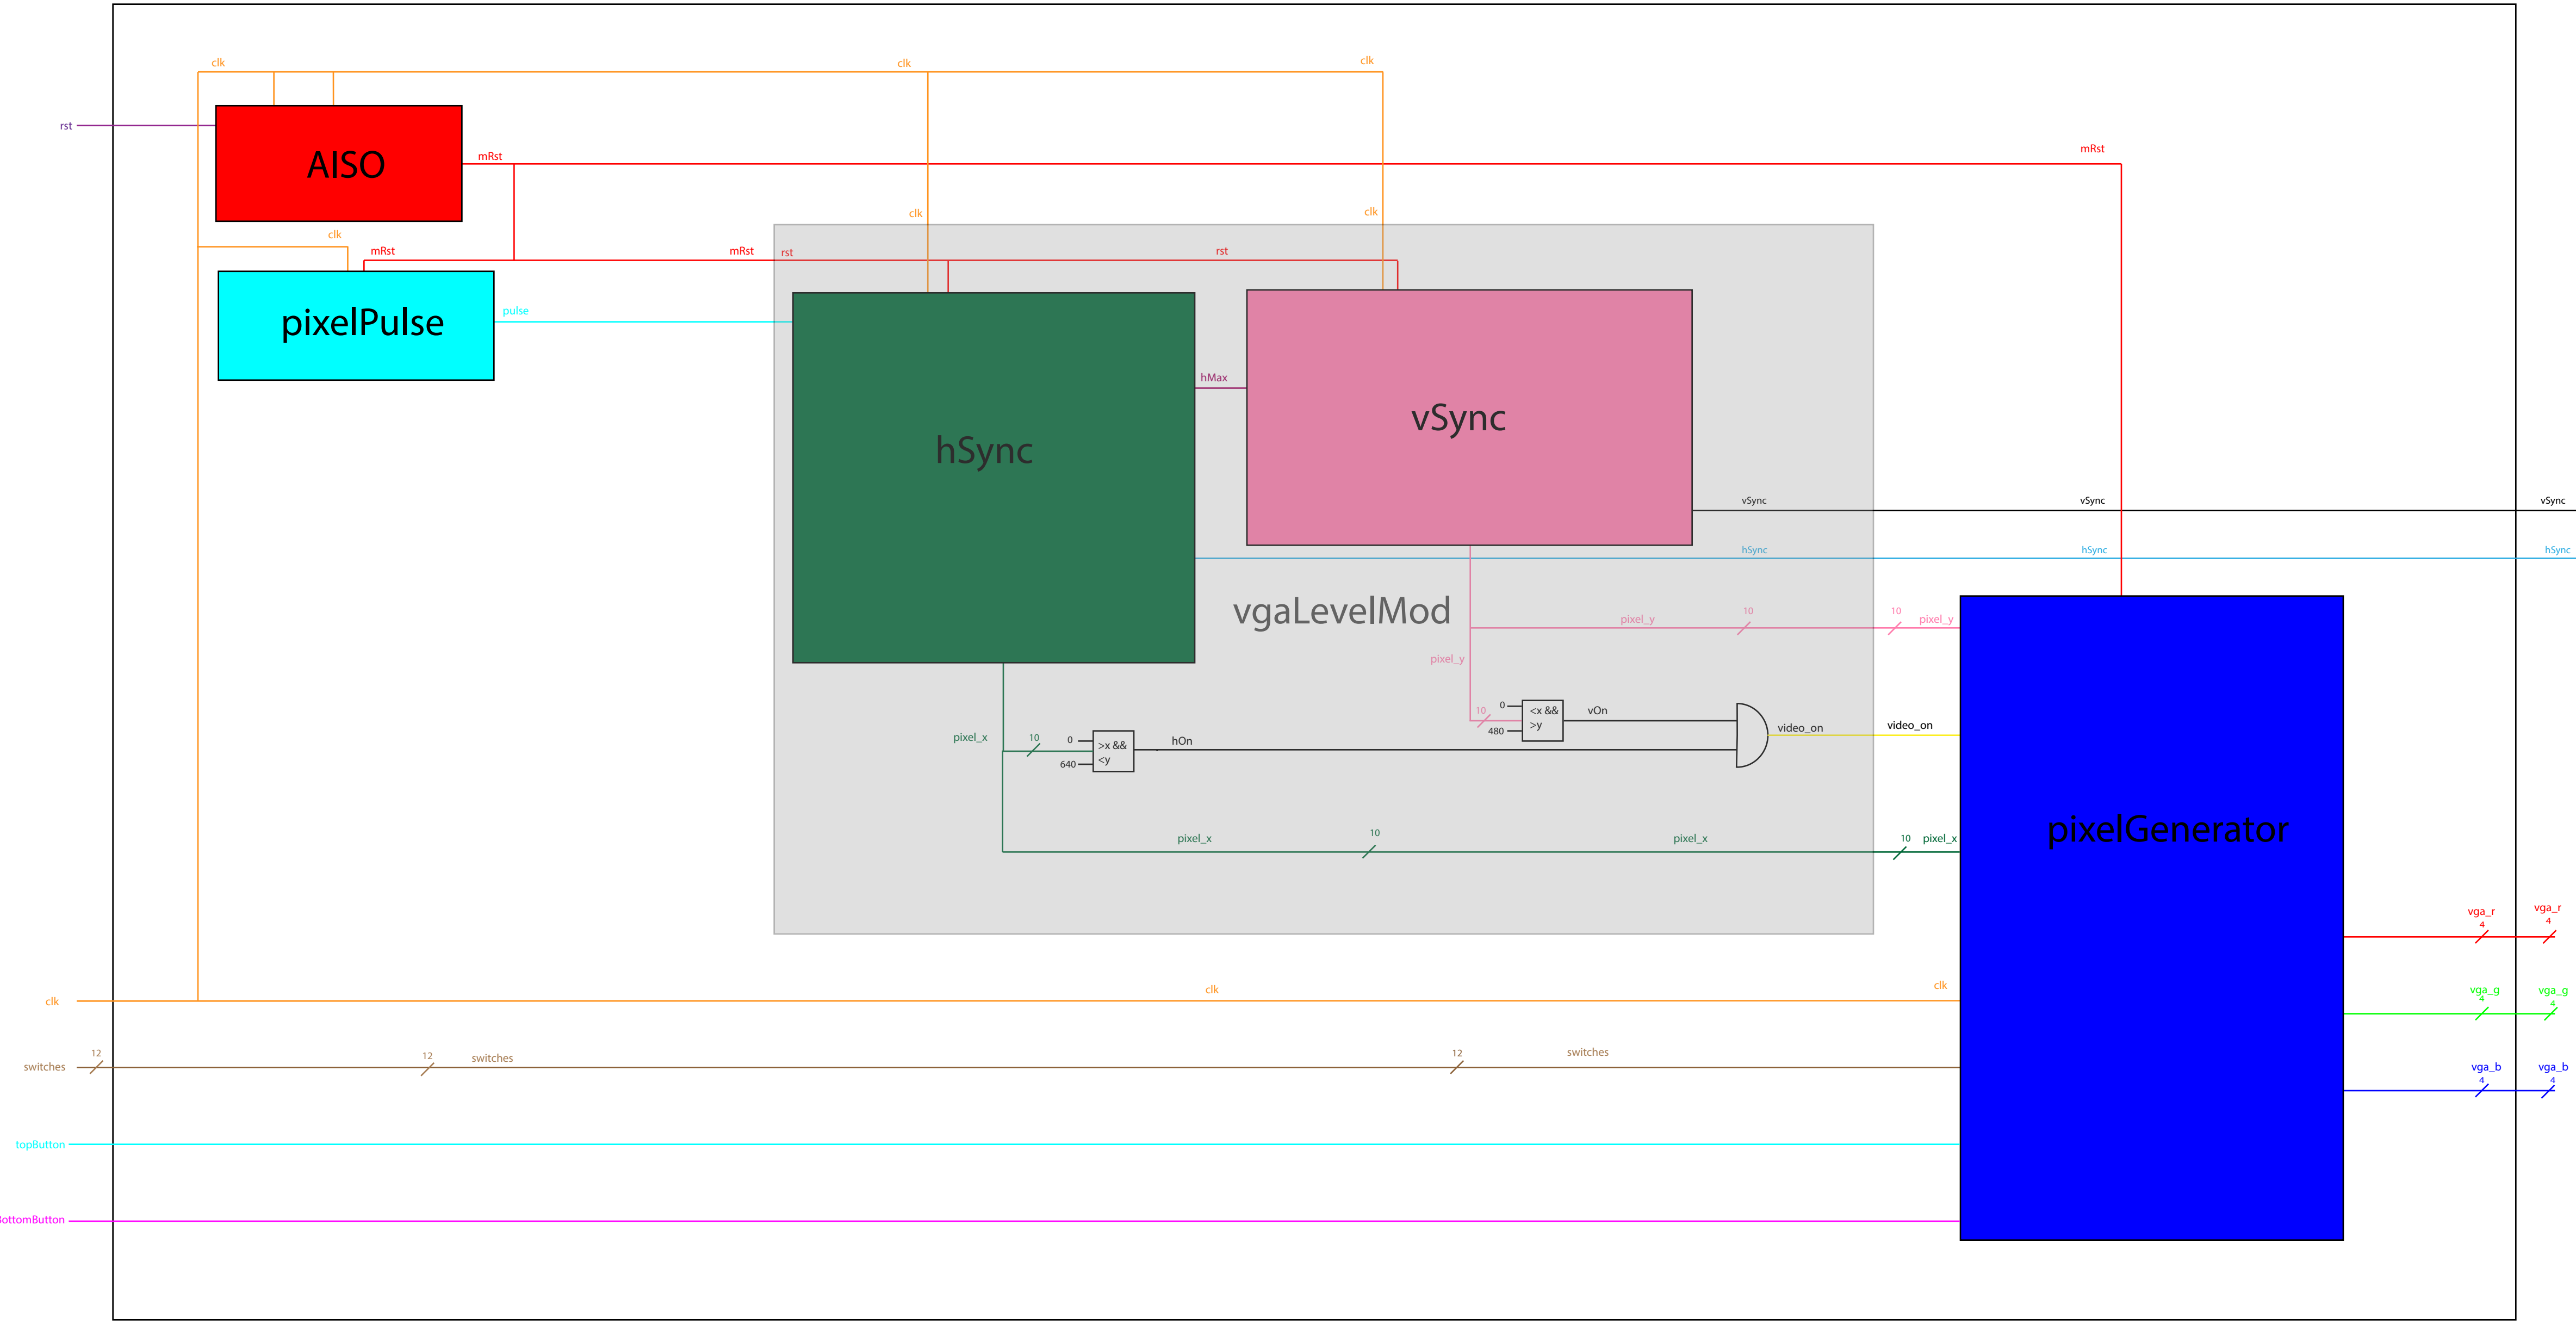 clk
clk
clk
rst
AISO
mRst
mRst
clk
clk
clk
mRst
mRst
rst
rst
pixelPulse
pulse
hMax
hSync
vSync
vSync
vSync
vSync
hSync
hSync
hSync
vgaLevelMod
pixel_y
10
10
pixel_y
pixel_y
10
0
480
<x &&
>y
vOn
video_on
video_on
pixel_x
10
0
640
>x &&
<y
hOn
pixel_x
10
pixel_x
10
pixel_x
pixelGenerator
vga_r
4
vga_r
4
clk
clk
clk
vga_g
4
vga_g
4
switches
12
12
switches
12
switches
vga_b
4
vga_b
4
topButton
BottomButton